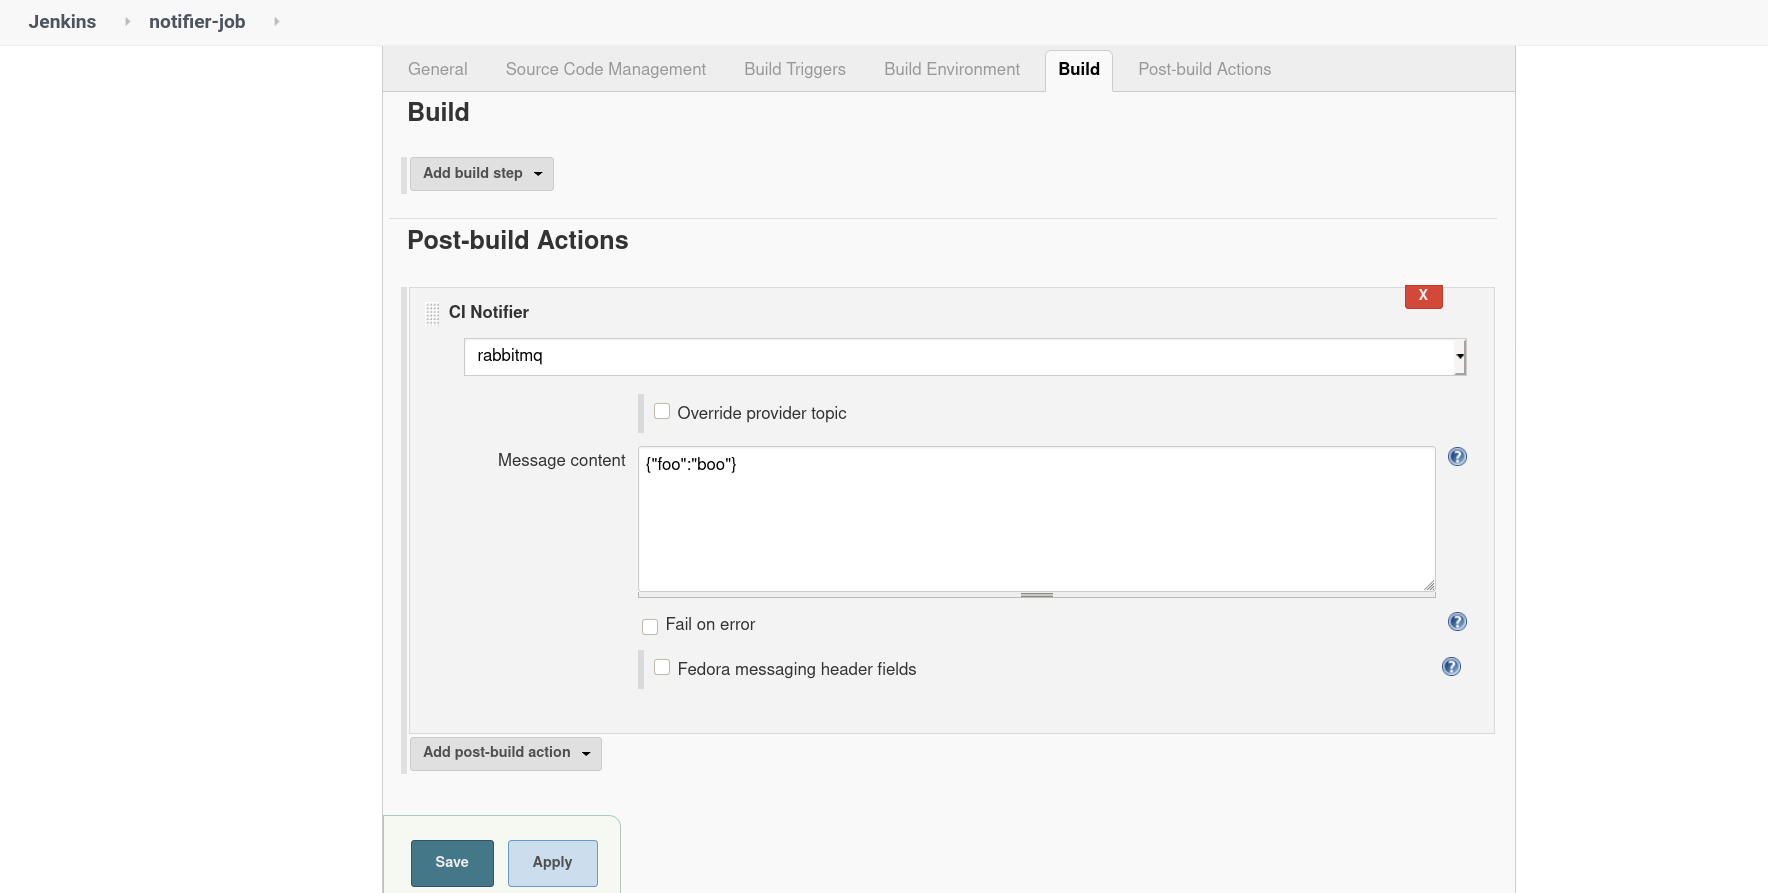 Jenkins notifier-job
General Source Code Management Build Triggers Build Environment Build Post-build Actions
Build
Add build step
Post-build Actions
X
CI Notifier
rabbitmq
Override provider topic
Message content {"foo":"boo"}
Fail on error
Fedora messaging header fields
Add post-build action
Save Apply